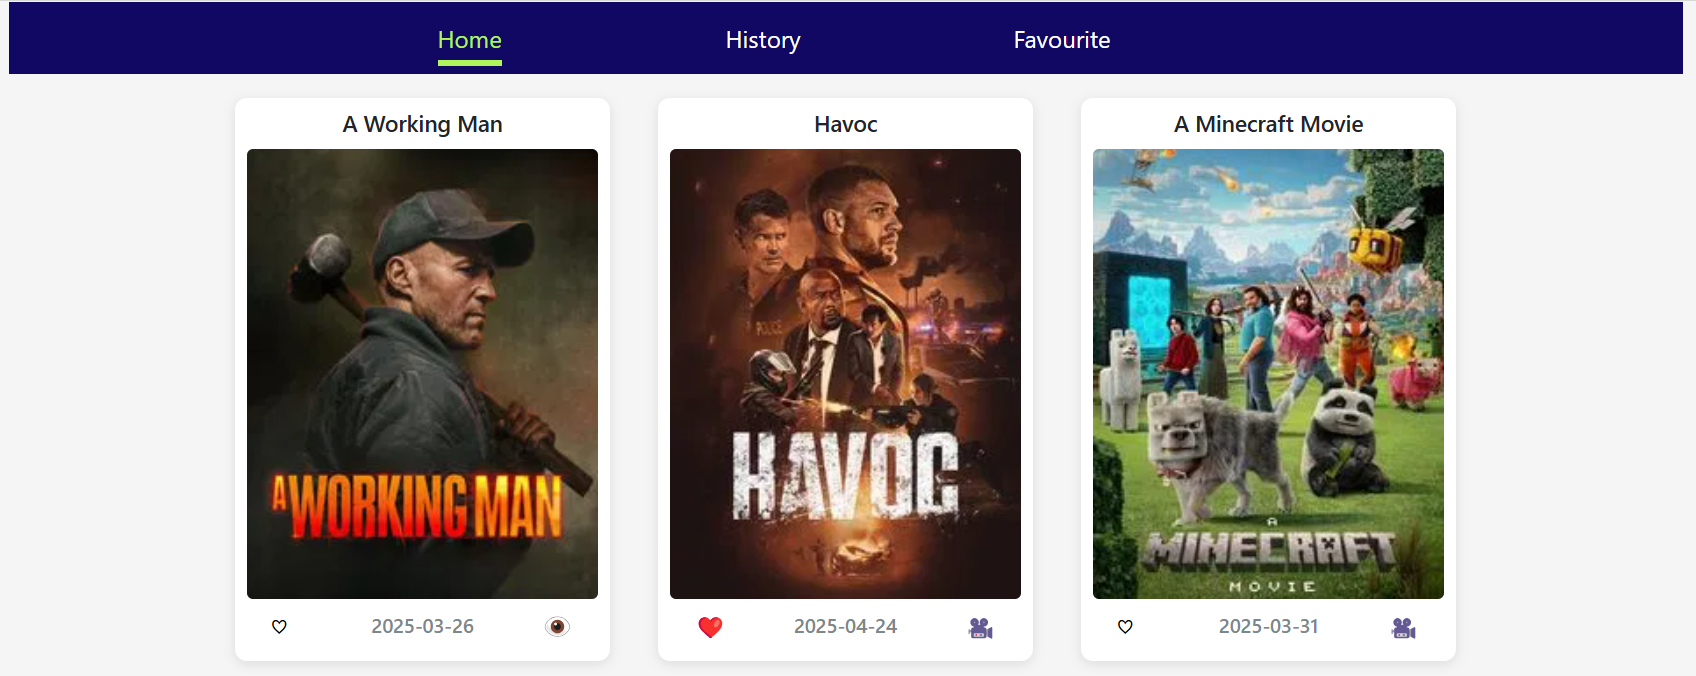 Home History Favourite
A Working Man
A WORKING MAN
2025-03-26
Havoc
POLICE
HAVOC
2025-04-24
A Minecraft Movie
A
MINECRAFT
MOVIE
2025-03-31